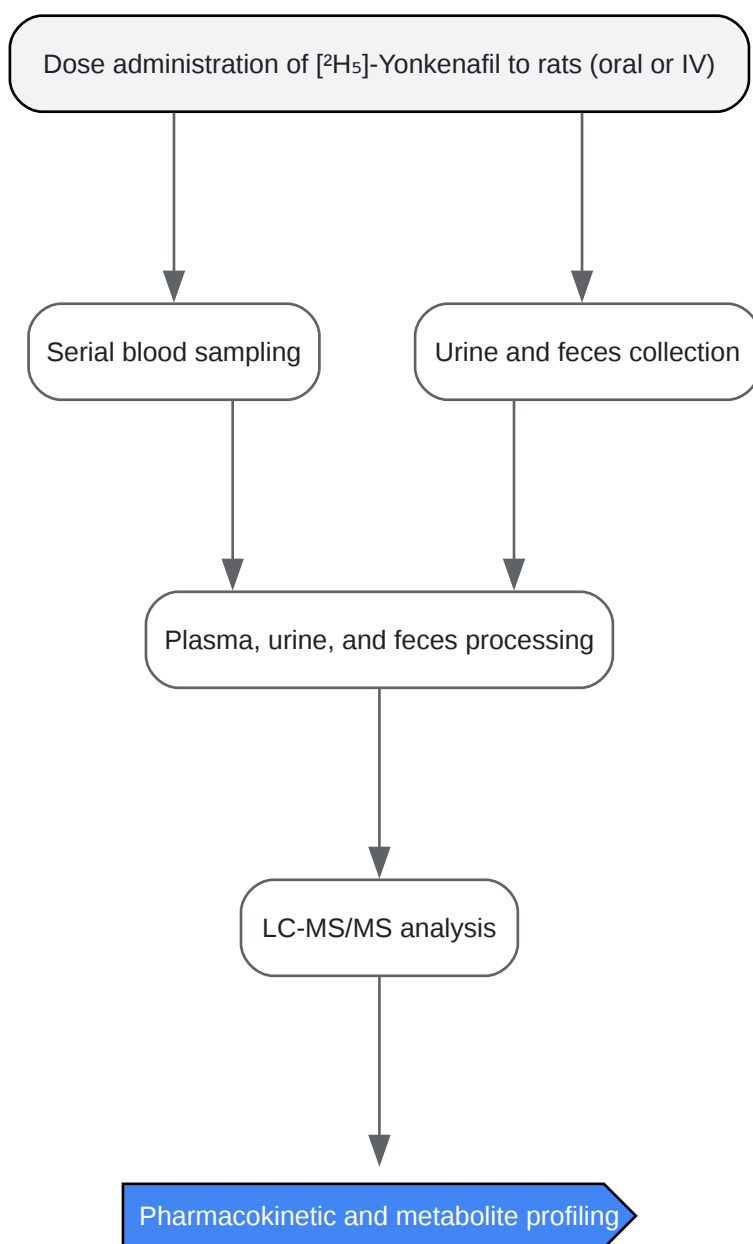 Dose administration of [²H₅]-Yonkenafil to rats (oral or IV)
Serial blood sampling
Urine and feces collection
Plasma, urine, and feces processing
LC-MS/MS analysis
Pharmacokinetic and metabolite profiling